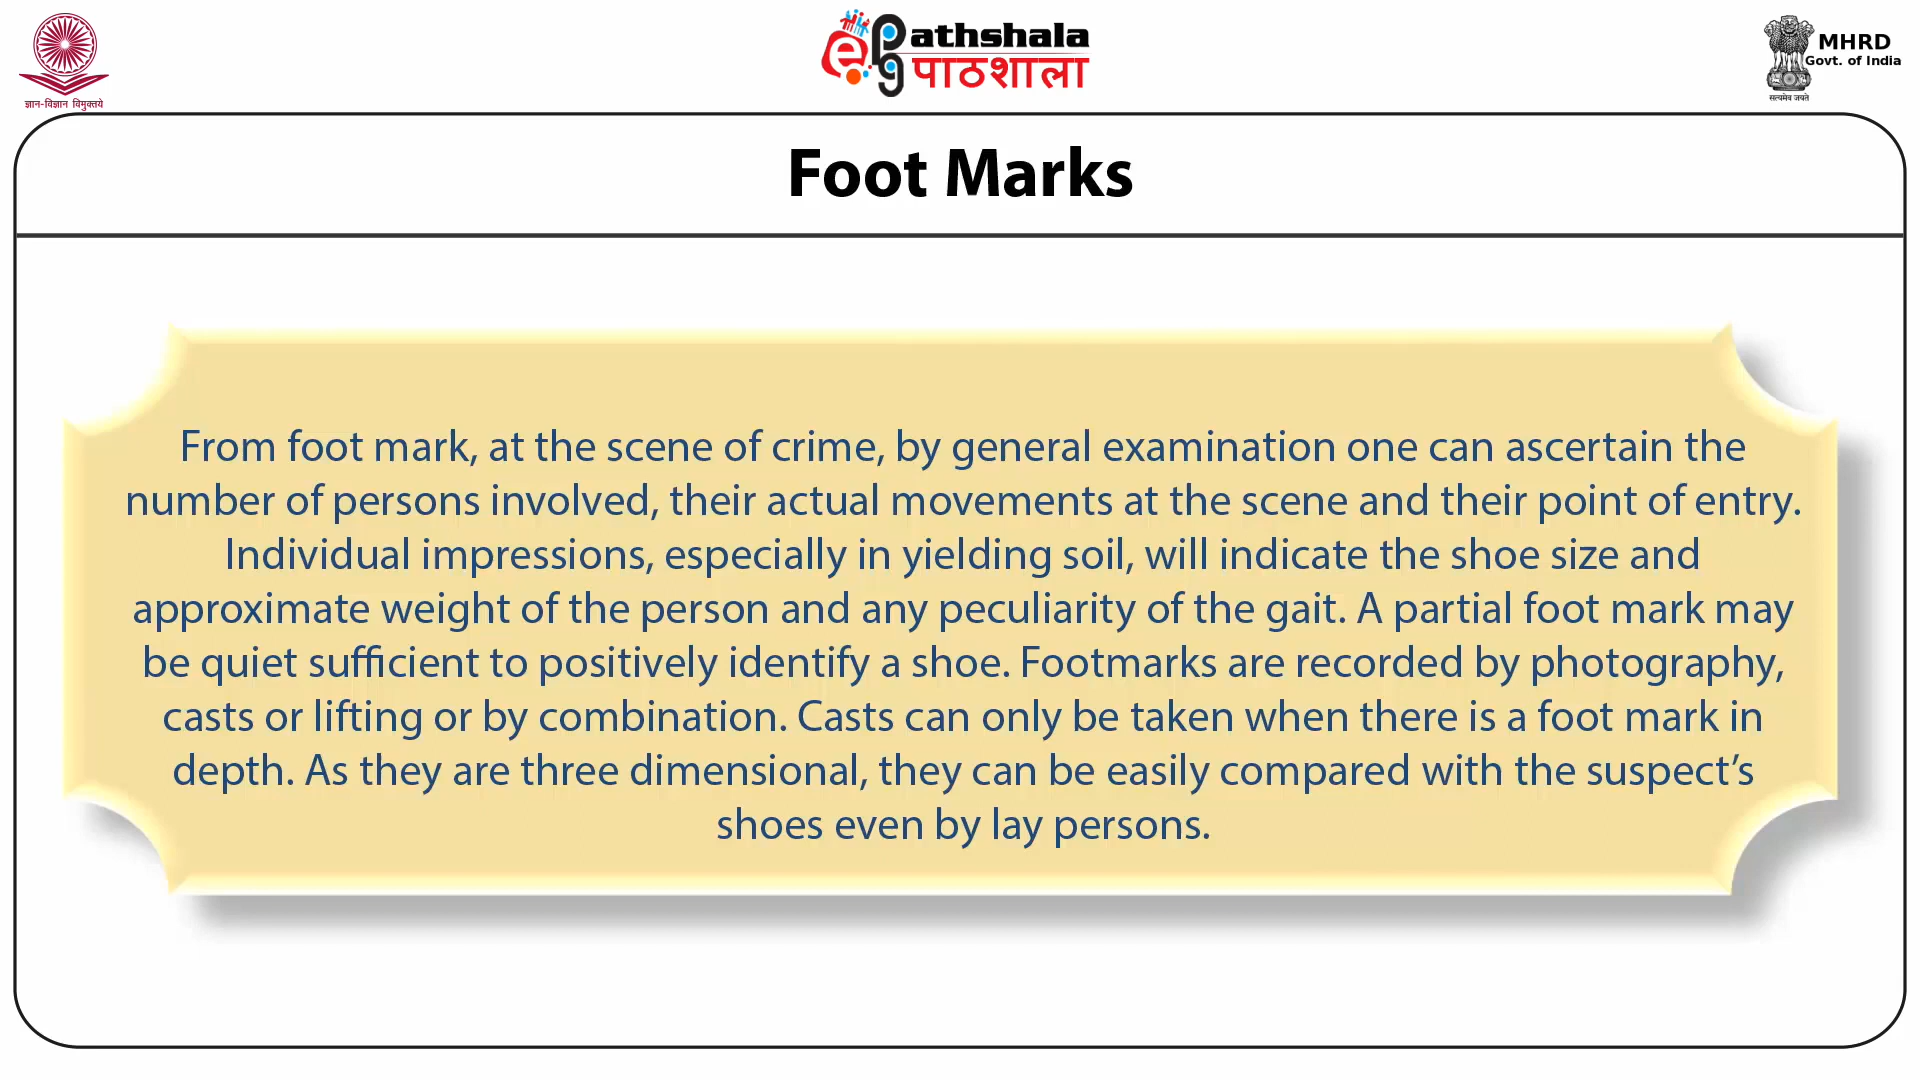 ज्ञान-विज्ञान विमुक्तये
ePathshala
पाठशाला
MHRD
Govt. of India
सत्यमेव जयते
Foot Marks
From foot mark, at the scene of crime, by general examination one can ascertain the
number of persons involved, their actual movements at the scene and their point of entry.
Individual impressions, especially in yielding soil, will indicate the shoe size and
approximate weight of the person and any peculiarity of the gait. A partial foot mark may
be quiet sufficient to positively identify a shoe. Footmarks are recorded by photography,
casts or lifting or by combination. Casts can only be taken when there is a foot mark in
depth. As they are three dimensional, they can be easily compared with the suspect’s
shoes even by lay persons.